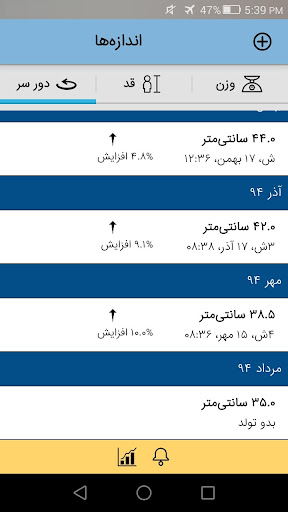 47% 5:39 PM
اندازه‌ها
وزن
قد
دور سر
۴۴.۰ سانتی‌متر
ش، ۱۷ بهمن، ۱۲:۳۶
۴.۸% افزایش
آذر ۹۴
۴۲.۰ سانتی‌متر
۳ش، ۱۷ آذر، ۰۸:۳۸
۹.۱% افزایش
مهر ۹۴
۳۸.۵ سانتی‌متر
۴ش، ۱۵ مهر، ۰۸:۳۶
۱۰.۰% افزایش
مرداد ۹۴
۳۵.۰ سانتی‌متر
بدو تولد